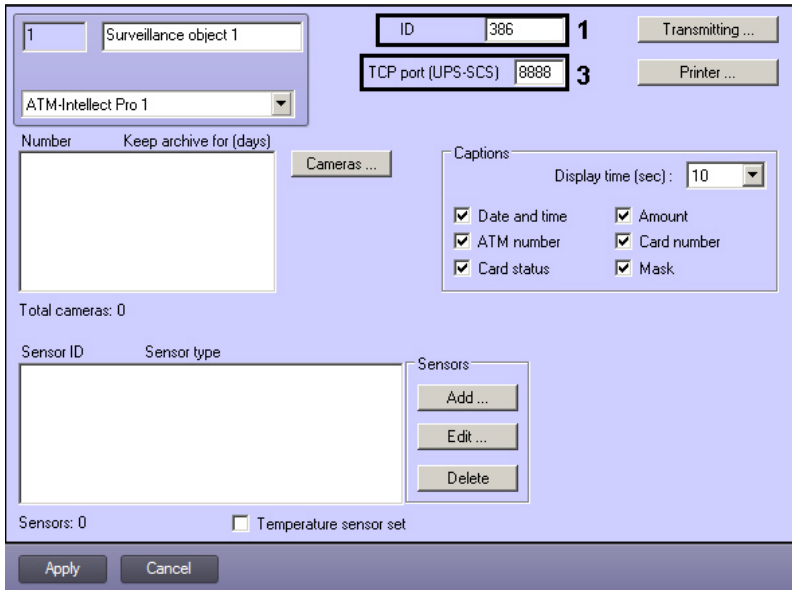 1 Surveillance object 1
ID 386 1
Transmitting ...
TCP port (UPS-SCS) 8888 3
Printer ...
ATM-Intellect Pro 1
Number Keep archive for (days)
Cameras ...
Captions
Display time (sec) : 10
Date and time
Amount
ATM number
Card number
Card status
Mask
Total cameras: 0
Sensor ID Sensor type
Sensors
Add ...
Edit ...
Delete
Sensors: 0
Temperature sensor set
Apply Cancel